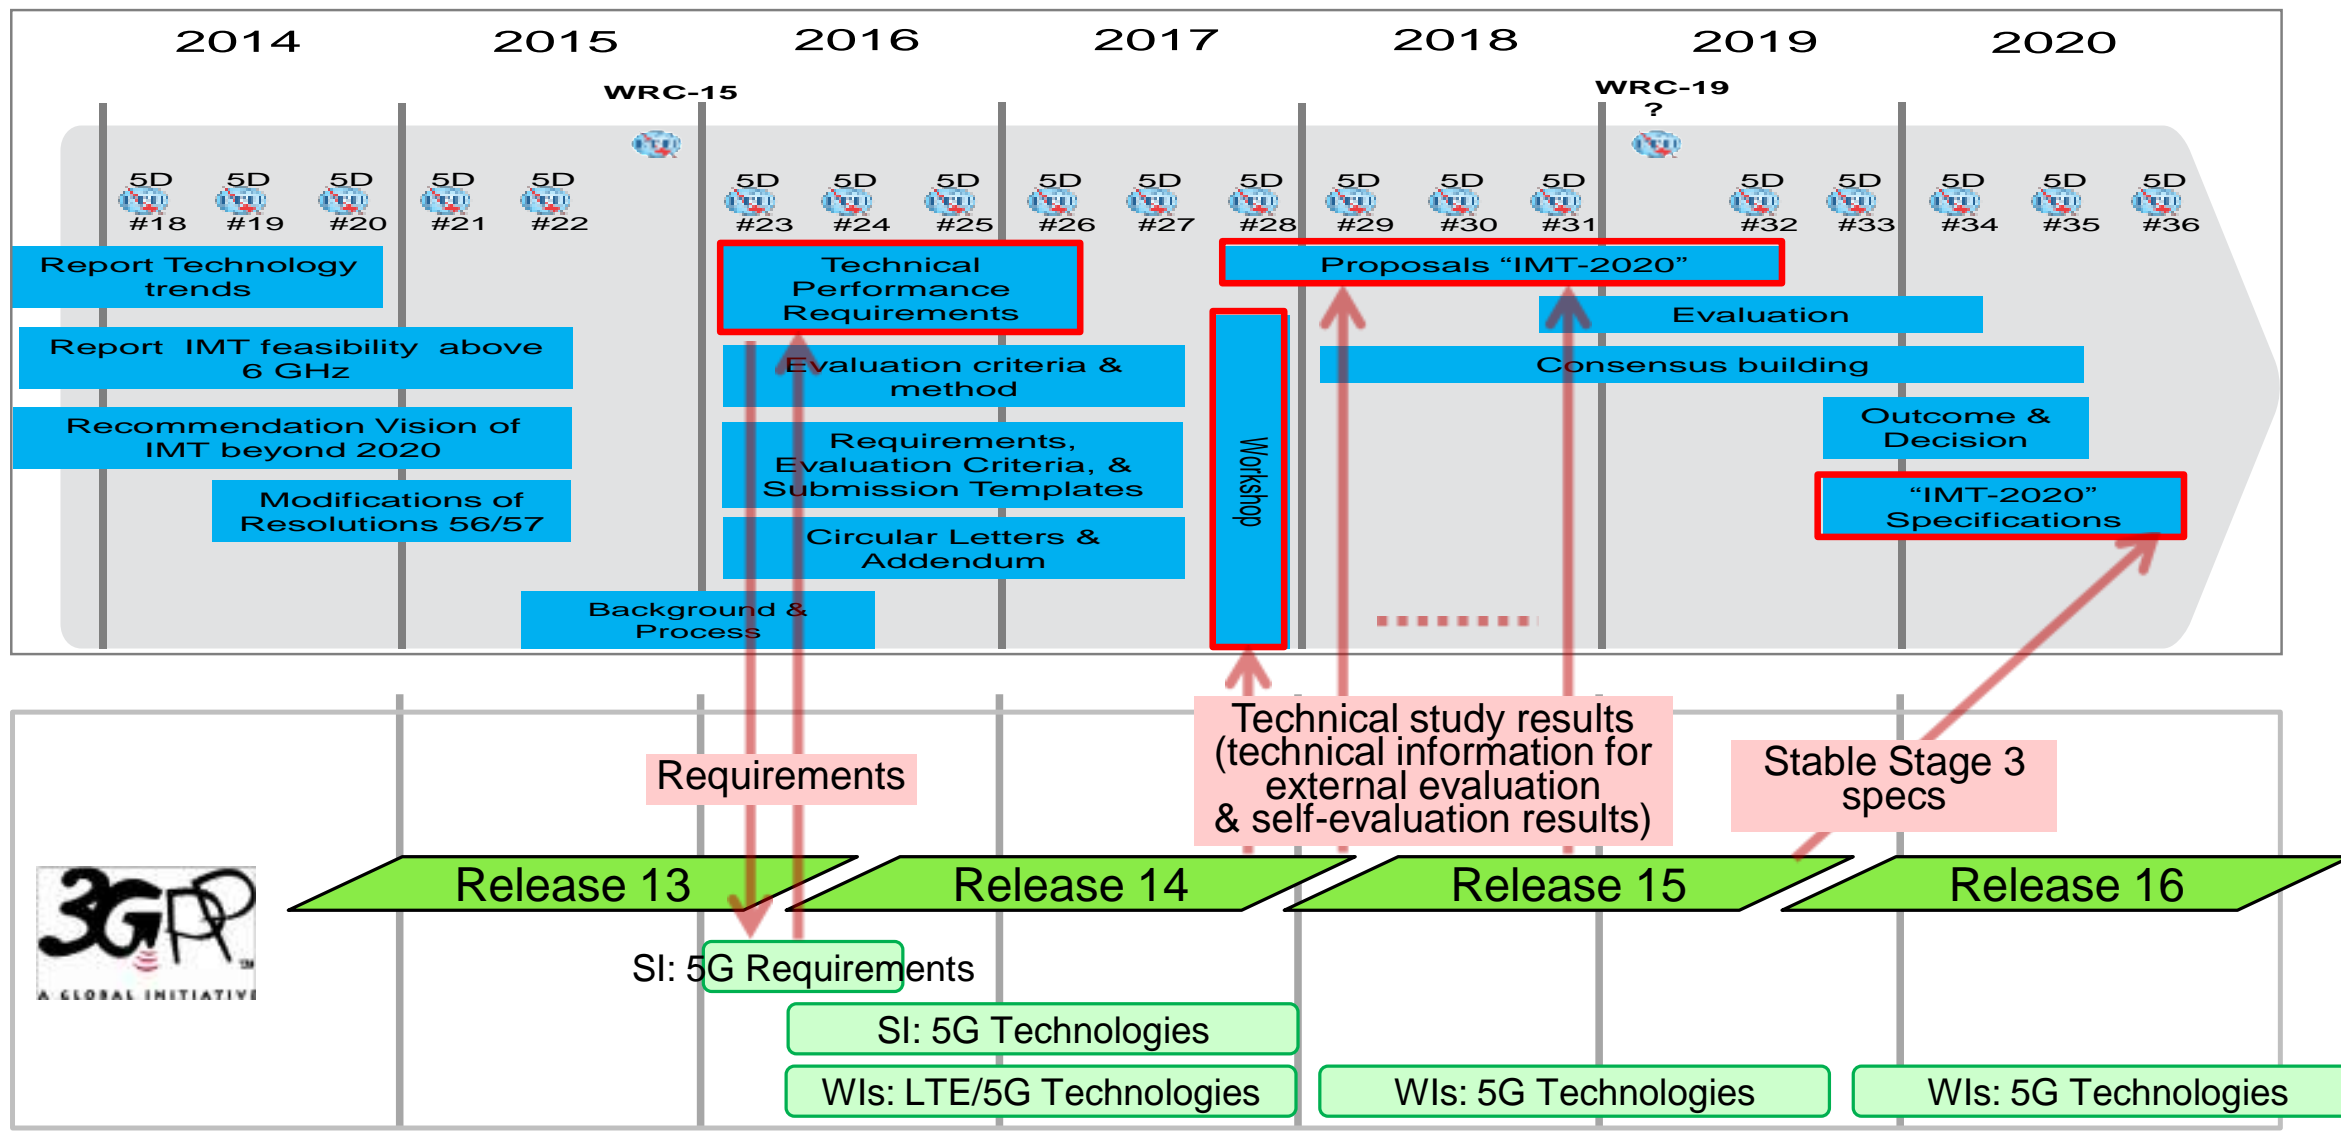 2014 2015 2016 2017 2018 2019 2020
WRC-15
WRC-19
?
5D 5D 5D 5D 5D 5D 5D 5D 5D 5D 5D 5D 5D 5D 5D 5D 5D 5D 5D
#18 #19 #20 #21 #22 #23 #24 #25 #26 #27 #28 #29 #30 #31 #32 #33 #34 #35 #36
Report Technology
trends
Report IMT feasibility above
6 GHz
Recommendation Vision of
IMT beyond 2020
Modifications of
Resolutions 56/57
Background &
Process
Technical
Performance
Requirements
Evaluation criteria &
method
Requirements,
Evaluation Criteria, &
Submission Templates
Circular Letters &
Addendum
Workshop
Proposals “IMT-2020”
Evaluation
Consensus building
Outcome &
Decision
“IMT-2020”
Specifications
Requirements
Technical study results
(technical information for
external evaluation
& self-evaluation results)
Stable Stage 3
specs
3GPP
TM
A GLOBAL INITIATIVE
Release 13 Release 14 Release 15 Release 16
SI: 5G Requirements
SI: 5G Technologies
WIs: LTE/5G Technologies WIs: 5G Technologies WIs: 5G Technologies